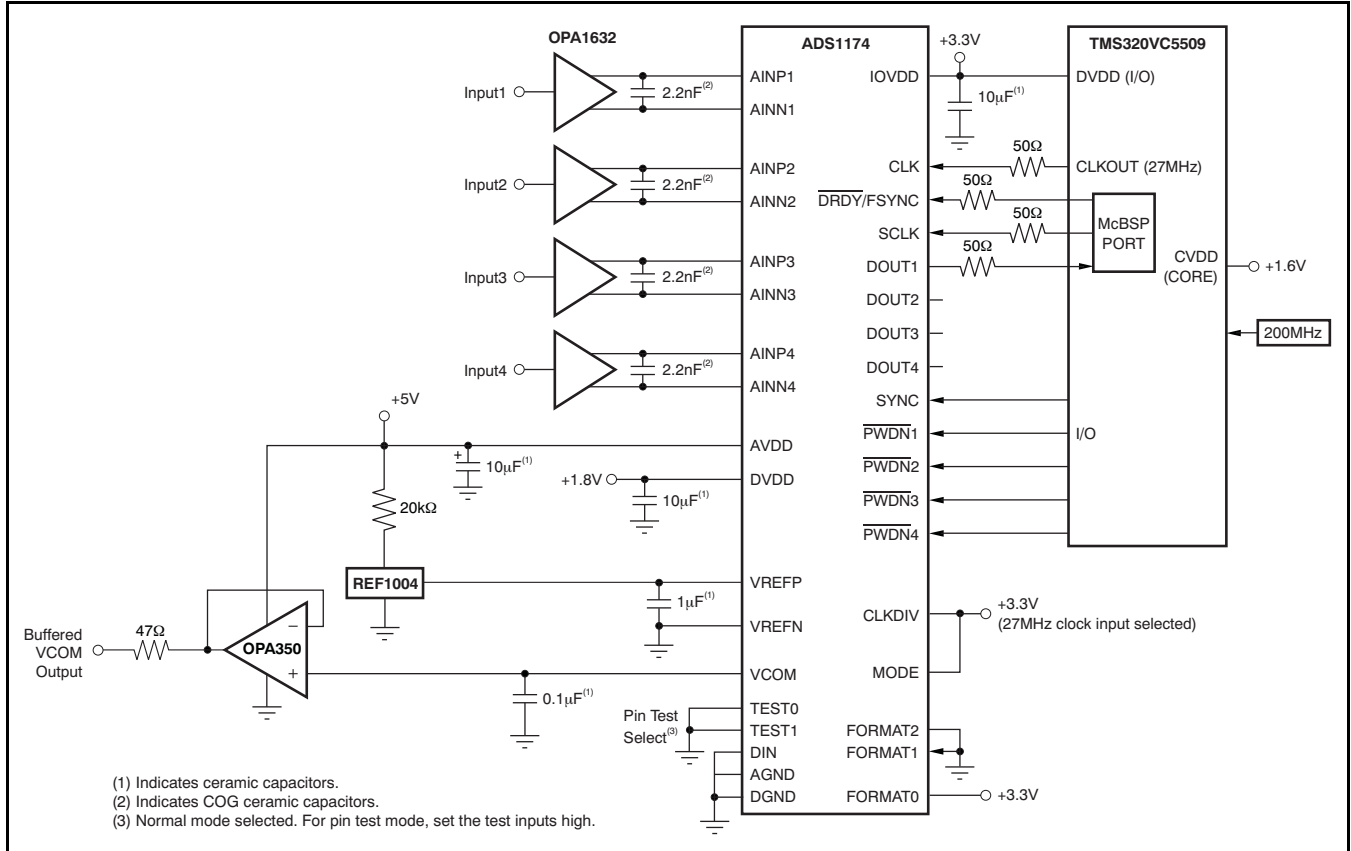 OPA1632
ADS1174
TMS320VC5509
+3.3V
Input1
2.2nF(2)
AINP1
AINN1
IOVDD
10µF(1)
DVDD (I/O)
Input2
2.2nF(2)
AINP2
AINN2
CLK
50Ω
CLKOUT (27MHz)
DRDY/FSYNC
50Ω
SCLK
50Ω
McBSP
PORT
Input3
2.2nF(2)
AINP3
AINN3
DOUT1
50Ω
CVDD
(CORE)
+1.6V
DOUT2
DOUT3
200MHz
Input4
2.2nF(2)
AINP4
AINN4
DOUT4
SYNC
PWDN1
I/O
PWDN2
PWDN3
PWDN4
+5V
10µF(1)
AVDD
+1.8V
10µF(1)
DVDD
20kΩ
REF1004
1µF(1)
VREFP
VREFN
CLKDIV
+3.3V
(27MHz clock input selected)
MODE
Buffered
VCOM
Output
47Ω
−
OPA350
+
+
0.1µF(1)
VCOM
Pin Test
Select(3)
TEST0
TEST1
DIN
AGND
DGND
FORMAT2
FORMAT1
FORMAT0
+3.3V
(1) Indicates ceramic capacitors.
(2) Indicates COG ceramic capacitors.
(3) Normal mode selected. For pin test mode, set the test inputs high.